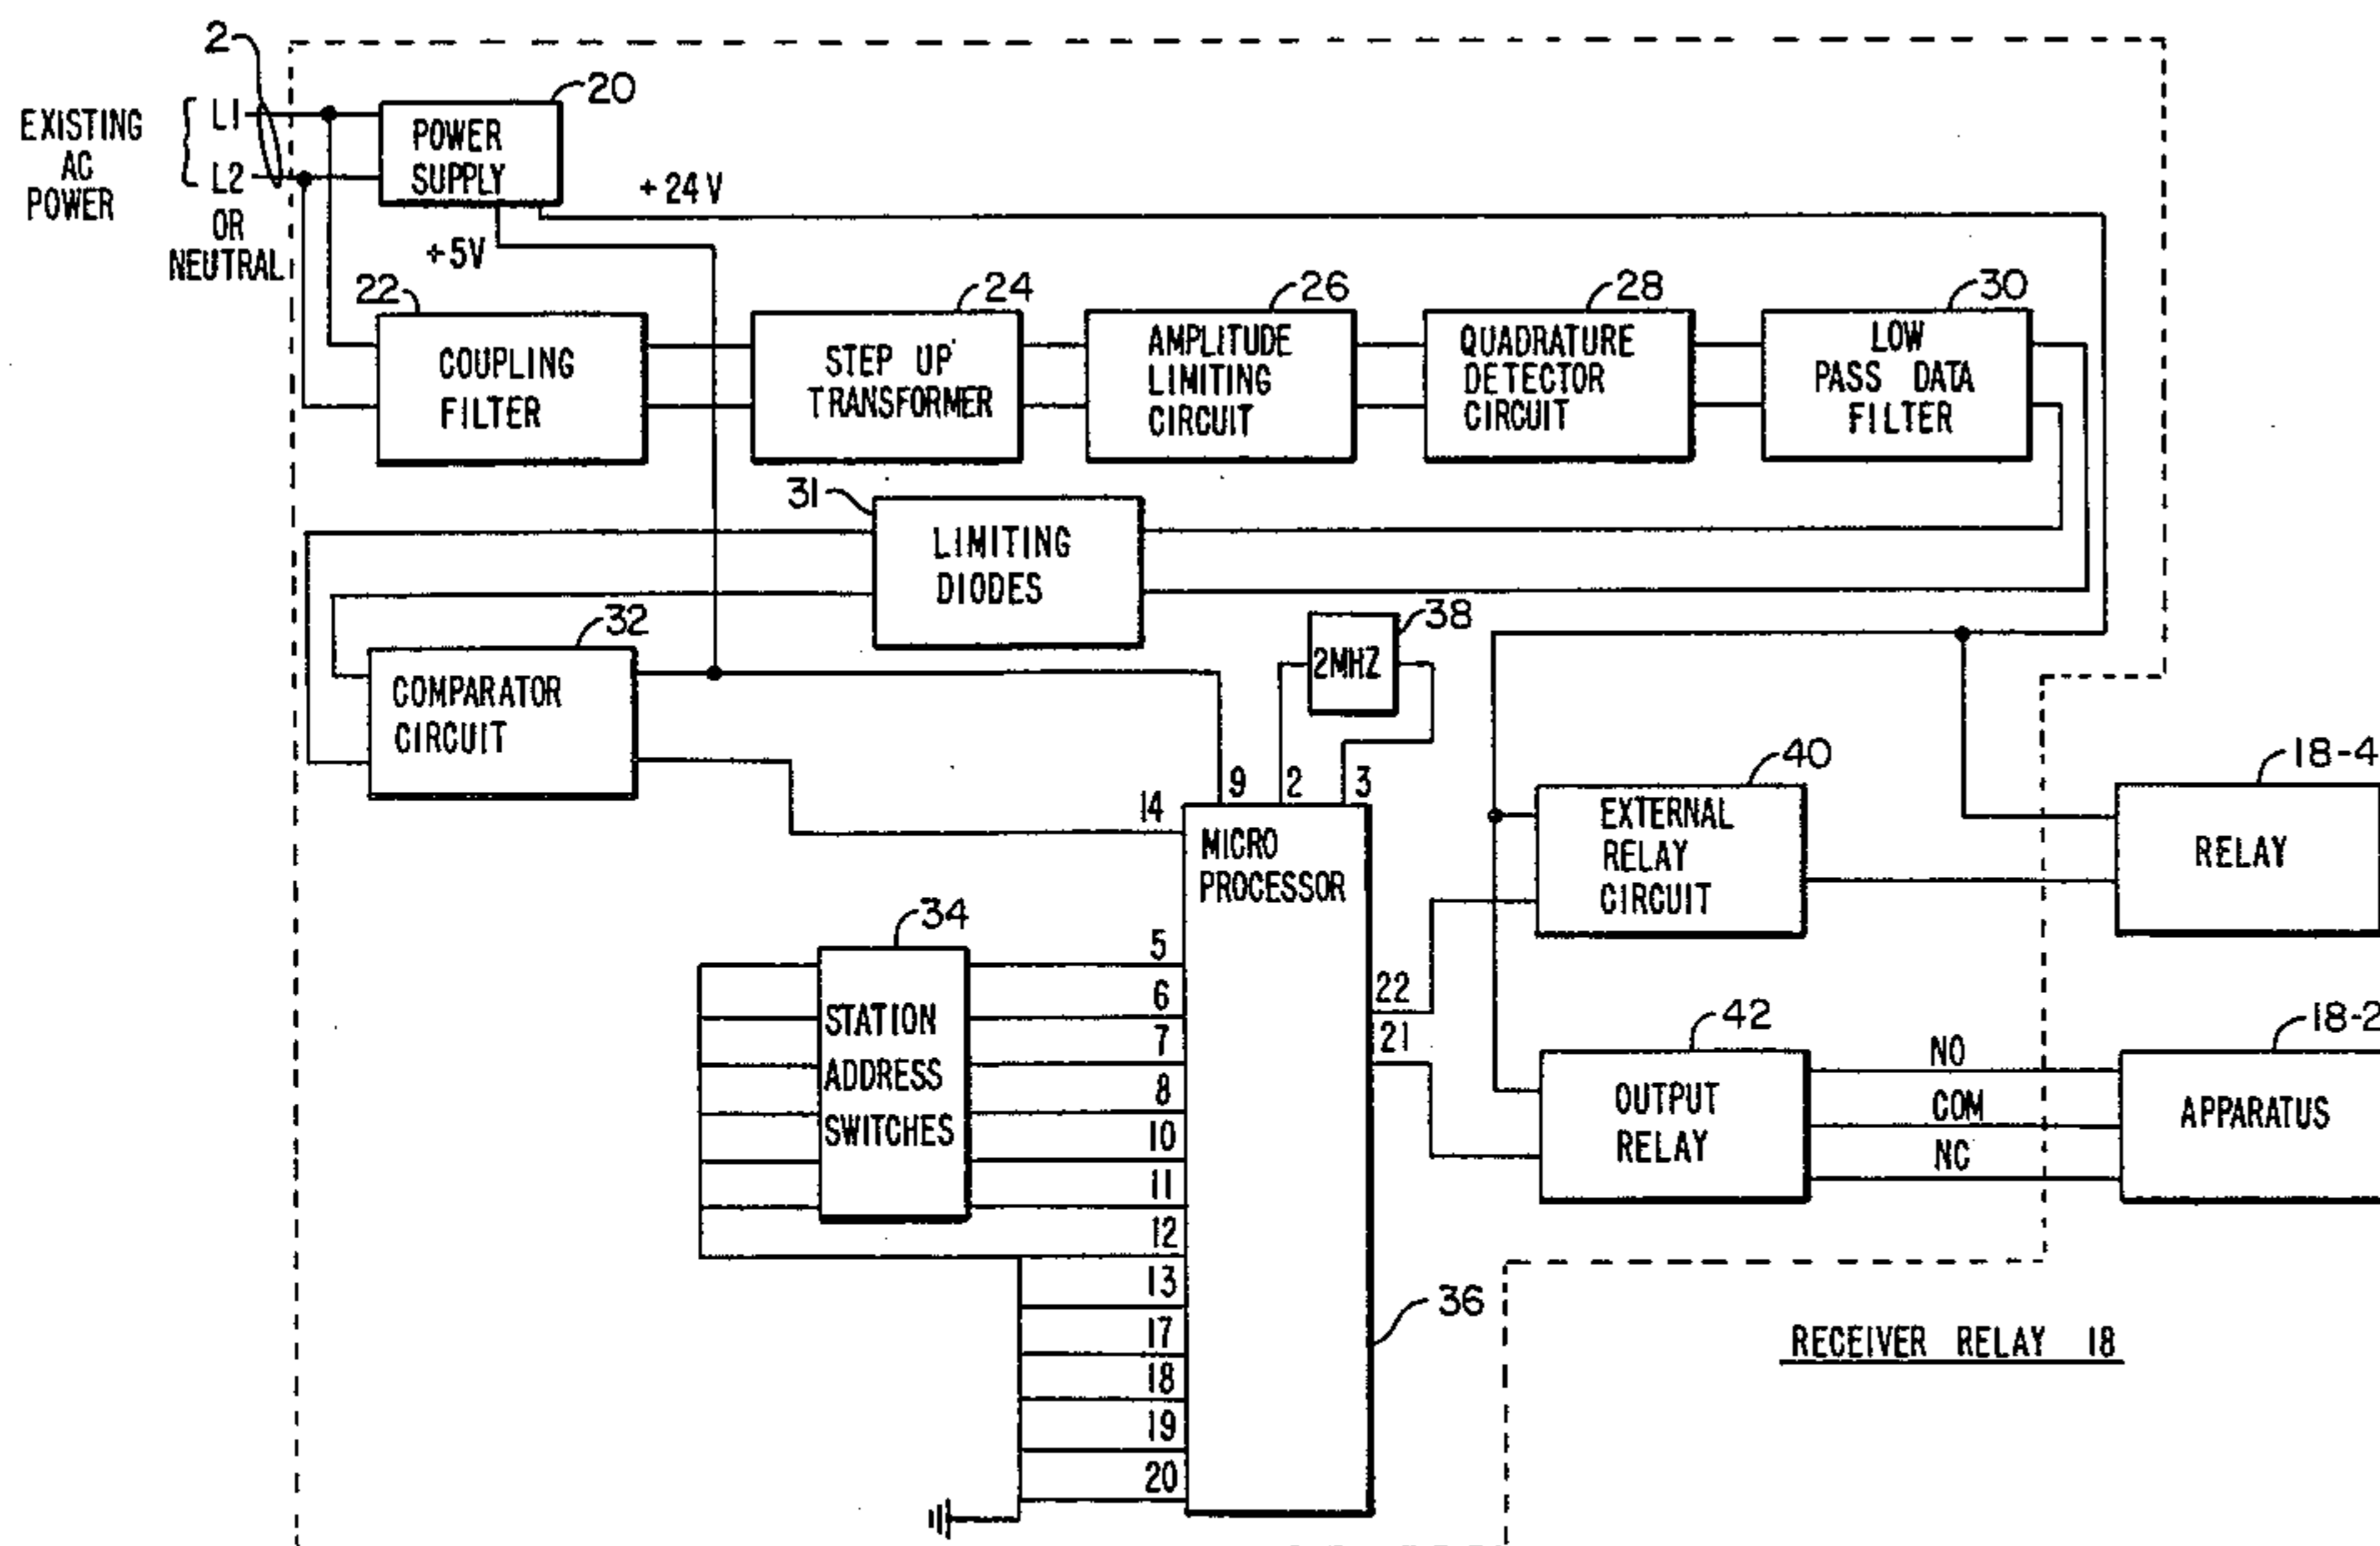 2
EXISTING
AC
POWER
L1
L2
OR
NEUTRAL
20
POWER
SUPPLY
+24V
+5V
22
COUPLING
FILTER
24
STEP UP
TRANSFORMER
26
AMPLITUDE
LIMITING
CIRCUIT
28
QUADRATURE
DETECTOR
CIRCUIT
30
LOW
PASS DATA
FILTER
31
LIMITING
DIODES
32
COMPARATOR
CIRCUIT
38
2MHZ
9
2
3
14
MICRO
PROCESSOR
36
34
STATION
ADDRESS
SWITCHES
5
6
7
8
10
11
12
13
17
18
19
20
22
21
40
EXTERNAL
RELAY
CIRCUIT
18-4
RELAY
42
OUTPUT
RELAY
NO
COM
NC
18-2
APPARATUS
RECEIVER RELAY 18